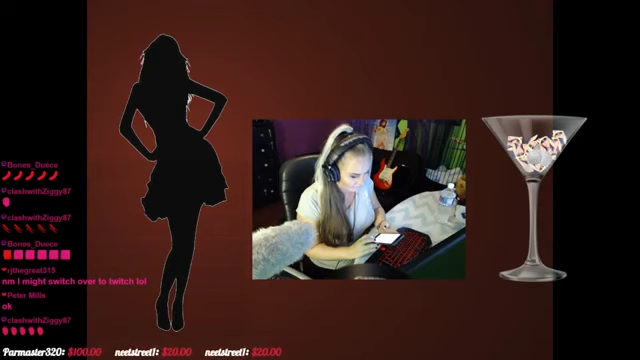 Bones_Duece
clashwithZiggy87
clashwithZiggy87
Bones_Duece
rjthegreat315
nm I might switch over to twitch lol
Peter Mills
ok
clashwithZiggy87
Parmaster320: $100.00 neetstreet1: $20.00 neetstreet1: $20.00